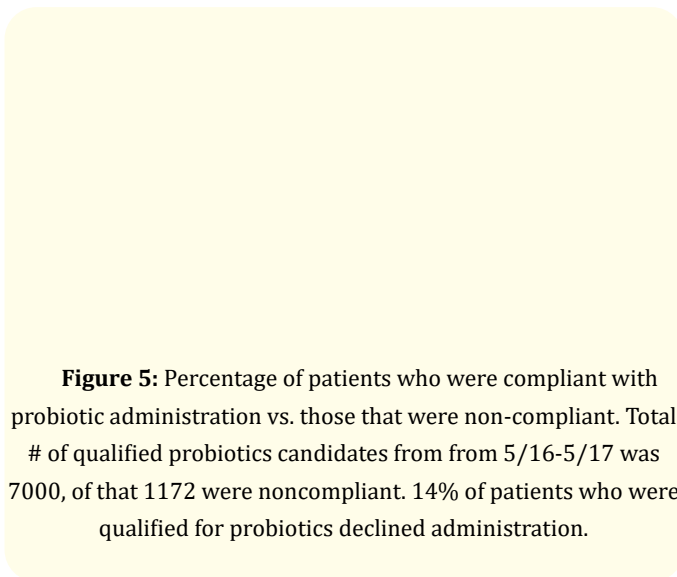 Figure 5: Percentage of patients who were compliant with
probiotic administration vs. those that were non-compliant. Total
# of qualified probiotics candidates from from 5/16-5/17 was
7000, of that 1172 were noncompliant. 14% of patients who were
qualified for probiotics declined administration.